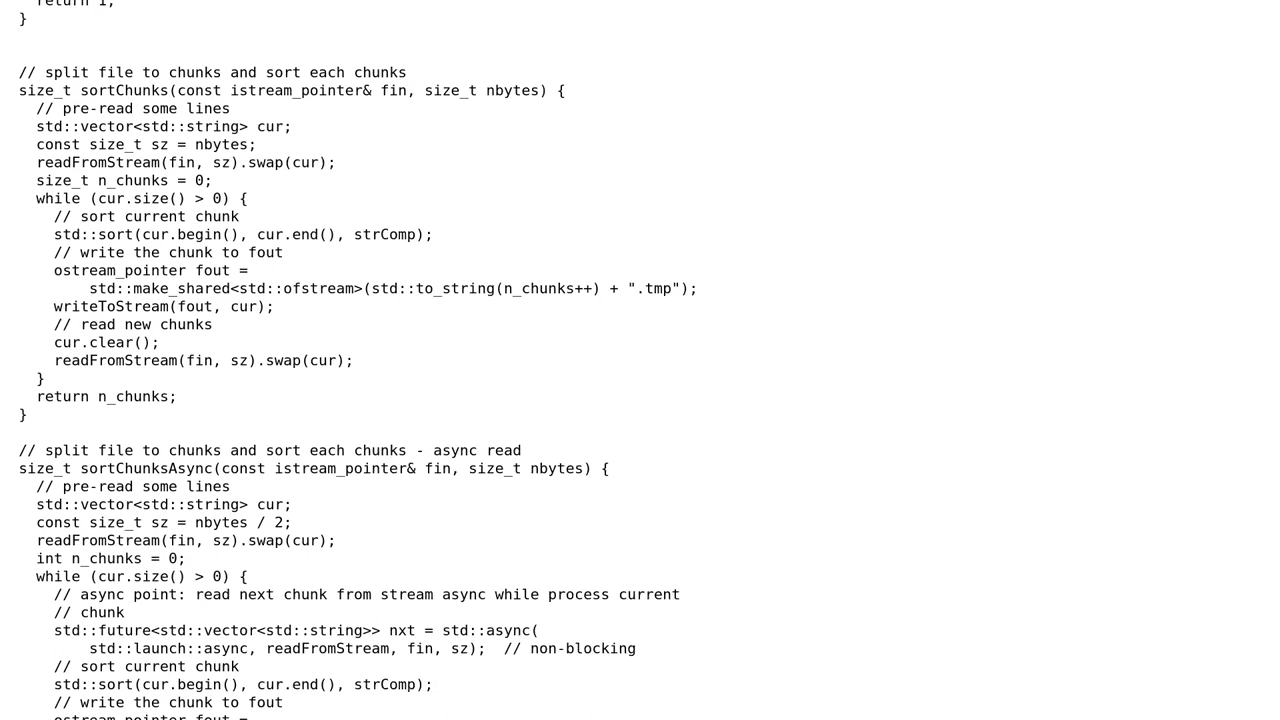 return 1;
}
// split file to chunks and sort each chunks
size_t sortChunks(const istream_pointer& fin, size_t nbytes) {
// pre-read some lines
std::vector<std::string> cur;
const size_t sz = nbytes;
readFromStream(fin, sz).swap(cur);
size_t n_chunks = 0;
while (cur.size() > 0) {
// sort current chunk
std::sort(cur.begin(), cur.end(), strComp);
// write the chunk to fout
ostream_pointer fout =
std::make_shared<std::ofstream>(std::to_string(n_chunks++) + ".tmp");
writeToStream(fout, cur);
// read new chunks
cur.clear();
readFromStream(fin, sz).swap(cur);
}
return n_chunks;
}
// split file to chunks and sort each chunks - async read
size_t sortChunksAsync(const istream_pointer& fin, size_t nbytes) {
// pre-read some lines
std::vector<std::string> cur;
const size_t sz = nbytes / 2;
readFromStream(fin, sz).swap(cur);
int n_chunks = 0;
while (cur.size() > 0) {
// async point: read next chunk from stream async while process current
// chunk
std::future<std::vector<std::string>> nxt = std::async(
std::launch::async, readFromStream, fin, sz);  // non-blocking
// sort current chunk
std::sort(cur.begin(), cur.end(), strComp);
// write the chunk to fout
ostream_pointer fout =